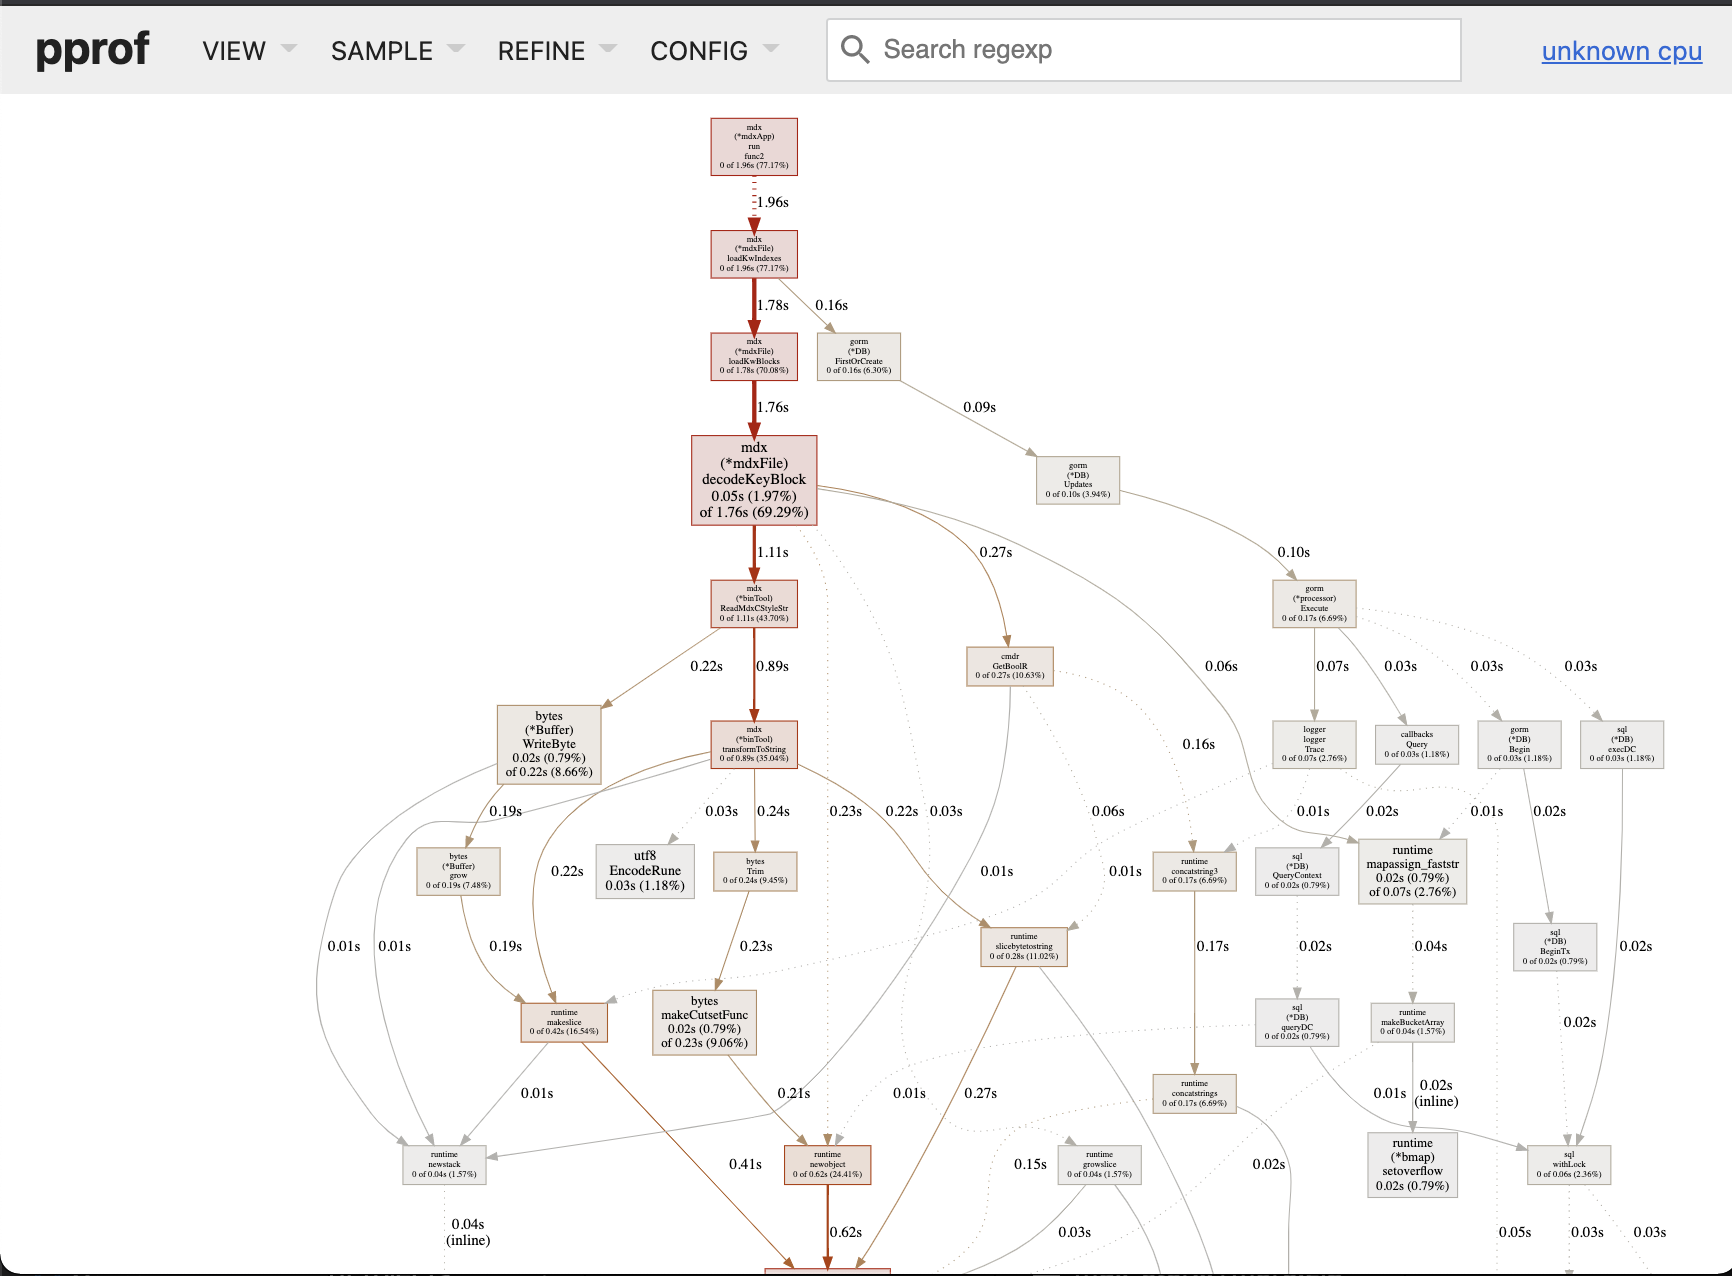 pprof
VIEW
SAMPLE
REFINE
CONFIG
Search regexp
unknown cpu
mdx
(*mdxApp)
run
func2
0 of 1.96s (77.17%)
1.96s
mdx
(*mdxFile)
loadKwIndexes
0 of 1.96s (77.17%)
1.78s
0.16s
mdx
(*mdxFile)
loadKwBlocks
0 of 1.78s (70.08%)
gorm
(*DB)
FirstOrCreate
0 of 0.16s (6.30%)
1.76s
0.09s
mdx
(*mdxFile)
decodeKeyBlock
0.05s (1.97%)
of 1.76s (69.29%)
gorm
(*DB)
Updates
0 of 0.10s (3.94%)
1.11s
0.27s
0.10s
mdx
(*binTool)
ReadMdxCStyleStr
0 of 1.11s (43.70%)
gorm
(*processor)
Execute
0 of 0.17s (6.69%)
cmdr
GetBoolR
0 of 0.27s (10.63%)
0.22s
0.89s
0.06s
0.07s
0.03s
0.03s
0.03s
bytes
(*Buffer)
WriteByte
0.02s (0.79%)
of 0.22s (8.66%)
mdx
(*binTool)
transformToString
0 of 0.89s (35.04%)
0.16s
logger
logger
Trace
0 of 0.07s (2.76%)
callbacks
Query
0 of 0.03s (1.18%)
gorm
(*DB)
Begin
0 of 0.03s (1.18%)
sql
(*DB)
execDC
0 of 0.03s (1.18%)
0.19s
0.03s
0.24s
0.23s
0.22s
0.03s
0.06s
0.01s
0.02s
0.01s
0.02s
bytes
(*Buffer)
grow
0 of 0.19s (7.48%)
0.22s
utf8
EncodeRune
0.03s (1.18%)
bytes
Trim
0 of 0.24s (9.45%)
0.01s
0.01s
runtime
concatstring3
0 of 0.17s (6.69%)
sql
(*DB)
QueryContext
0 of 0.02s (0.79%)
runtime
mapassign_faststr
0.02s (0.79%)
of 0.07s (2.76%)
0.01s
0.01s
0.19s
0.23s
runtime
slicebytetostring
0 of 0.28s (11.02%)
0.17s
0.02s
0.04s
sql
(*DB)
BeginTx
0 of 0.02s (0.79%)
0.02s
runtime
makeslice
0 of 0.42s (16.54%)
bytes
makeCutsetFunc
0.02s (0.79%)
of 0.23s (9.06%)
sql
(*DB)
queryDC
0 of 0.02s (0.79%)
runtime
makeBucketArray
0 of 0.04s (1.57%)
0.02s
0.01s
0.21s
0.01s
0.27s
runtime
concatstrings
0 of 0.17s (6.69%)
0.01s
0.02s
(inline)
runtime
newstack
0 of 0.04s (1.57%)
0.41s
runtime
newobject
0 of 0.62s (24.41%)
0.15s
runtime
growslice
0 of 0.04s (1.57%)
0.02s
runtime
(*bmap)
setoverflow
0.02s (0.79%)
sql
withLock
0 of 0.06s (2.36%)
0.04s
(inline)
0.62s
0.03s
0.05s
0.03s
0.03s